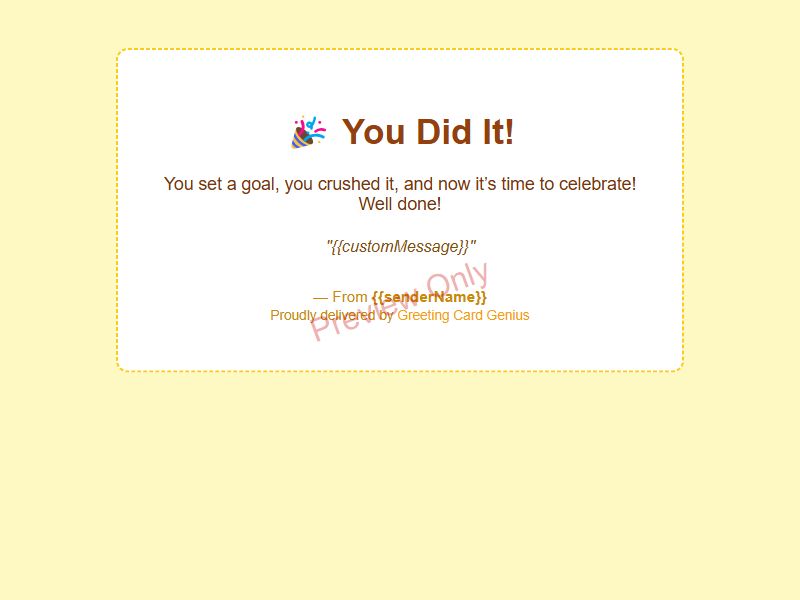 🎉 You Did It!
You set a goal, you crushed it, and now it’s time to celebrate!
Well done!
"{{customMessage}}"
— From {{senderName}}
Proudly delivered by Greeting Card Genius
Preview Only